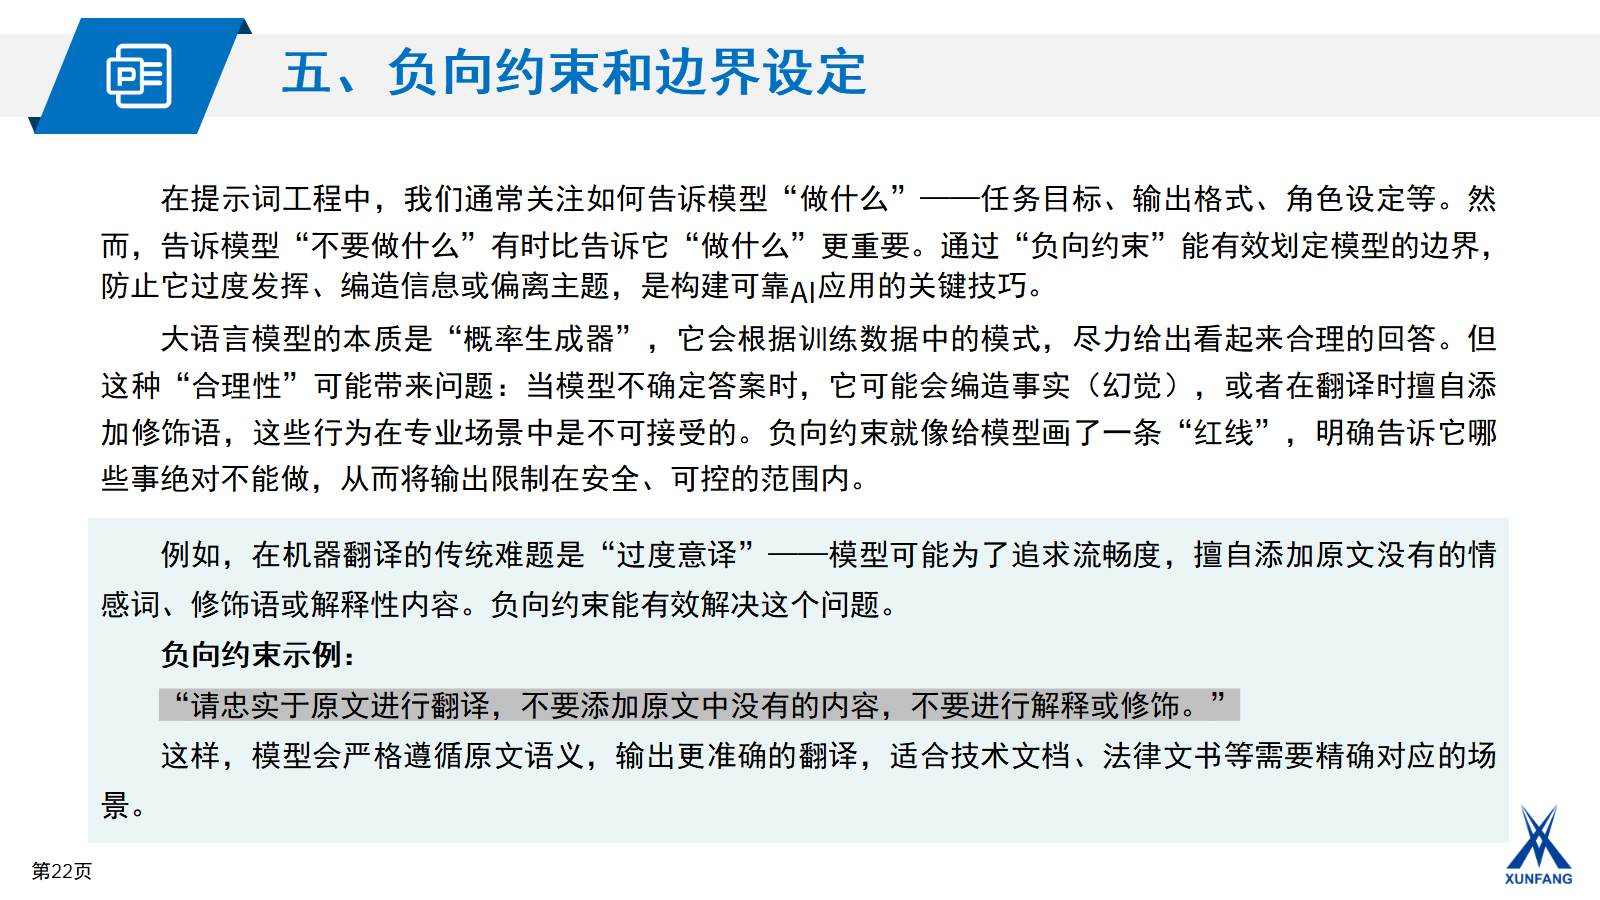 五、负向约束和边界设定
在提示词工程中，我们通常关注如何告诉模型“做什么”——任务目标、输出格式、角色设定等。然
而，告诉模型“不要做什么”有时比告诉它“做什么”更重要。通过“负向约束”能有效划定模型的边界，
防止它过度发挥、编造信息或偏离主题，是构建可靠AI应用的关键技巧。
大语言模型的本质是“概率生成器”，它会根据训练数据中的模式，尽力给出看起来合理的回答。但
这种“合理性”可能带来问题：当模型不确定答案时，它可能会编造事实（幻觉），或者在翻译时擅自添
加修饰语，这些行为在专业场景中是不可接受的。负向约束就像给模型画了一条“红线”，明确告诉它哪
些事绝对不能做，从而将输出限制在安全、可控的范围内。
例如，在机器翻译的传统难题是“过度意译”——模型可能为了追求流畅度，擅自添加原文没有的情
感词、修饰语或解释性内容。负向约束能有效解决这个问题。
负向约束示例：
“请忠实于原文进行翻译，不要添加原文中没有的内容，不要进行解释或修饰。”
这样，模型会严格遵循原文语义，输出更准确的翻译，适合技术文档、法律文书等需要精确对应的场
景。
第22页
XUNFANG